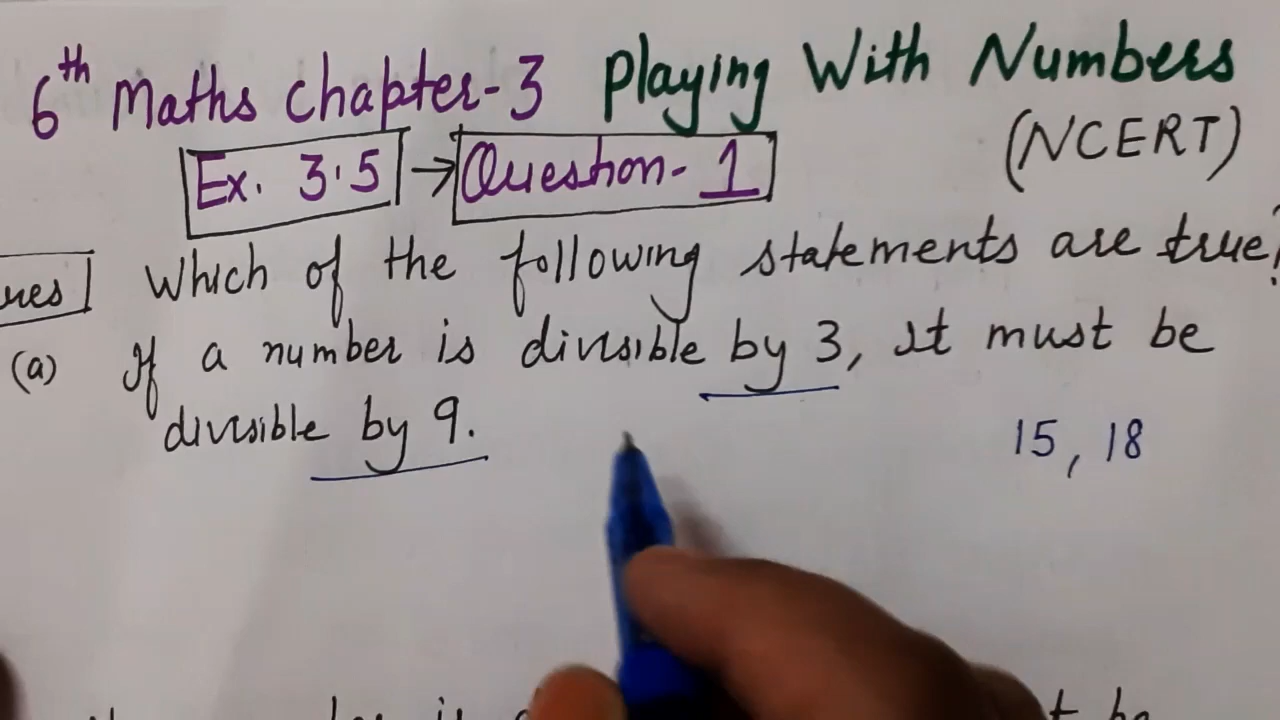 6th Maths Chapter-3 Playing With Numbers
(NCERT)
Ex. 3.5 → Question-1
Which of the following statements are true?
(a) If a number is divisible by 3, it must be
divisible by 9.
15, 18